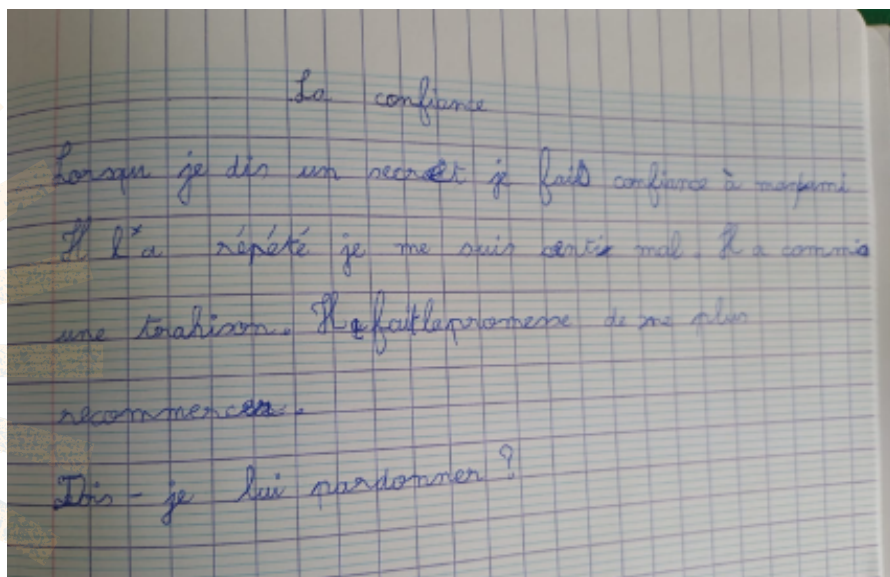 La confiance
Lorsqu je dis un secret je fais confiance à mon ami
Il l'a répété je me suis senti mal. Il a commis
une trahison. Il a fait la promesse de ne plus
recommencer.
Dois-je lui pardonner ?